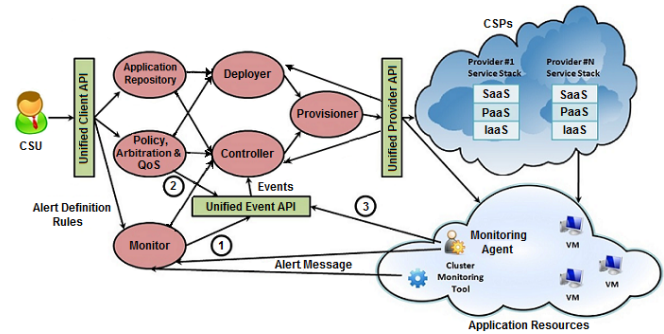 CSPs
Provider #1
Service Stack
Provider #N
Service Stack
SaaS
PaaS
IaaS
SaaS
PaaS
IaaS
CSU
Unified Client API
Application
Repository
Deployer
Provisioner
Unified Provider API
Policy,
Arbitration &
QoS
Controller
2
Events
3
Unified Event API
Alert Definition
Rules
Monitor
1
Alert Message
Monitoring
Agent
Cluster
Monitoring
Tool
VM
VM
VM
Application Resources